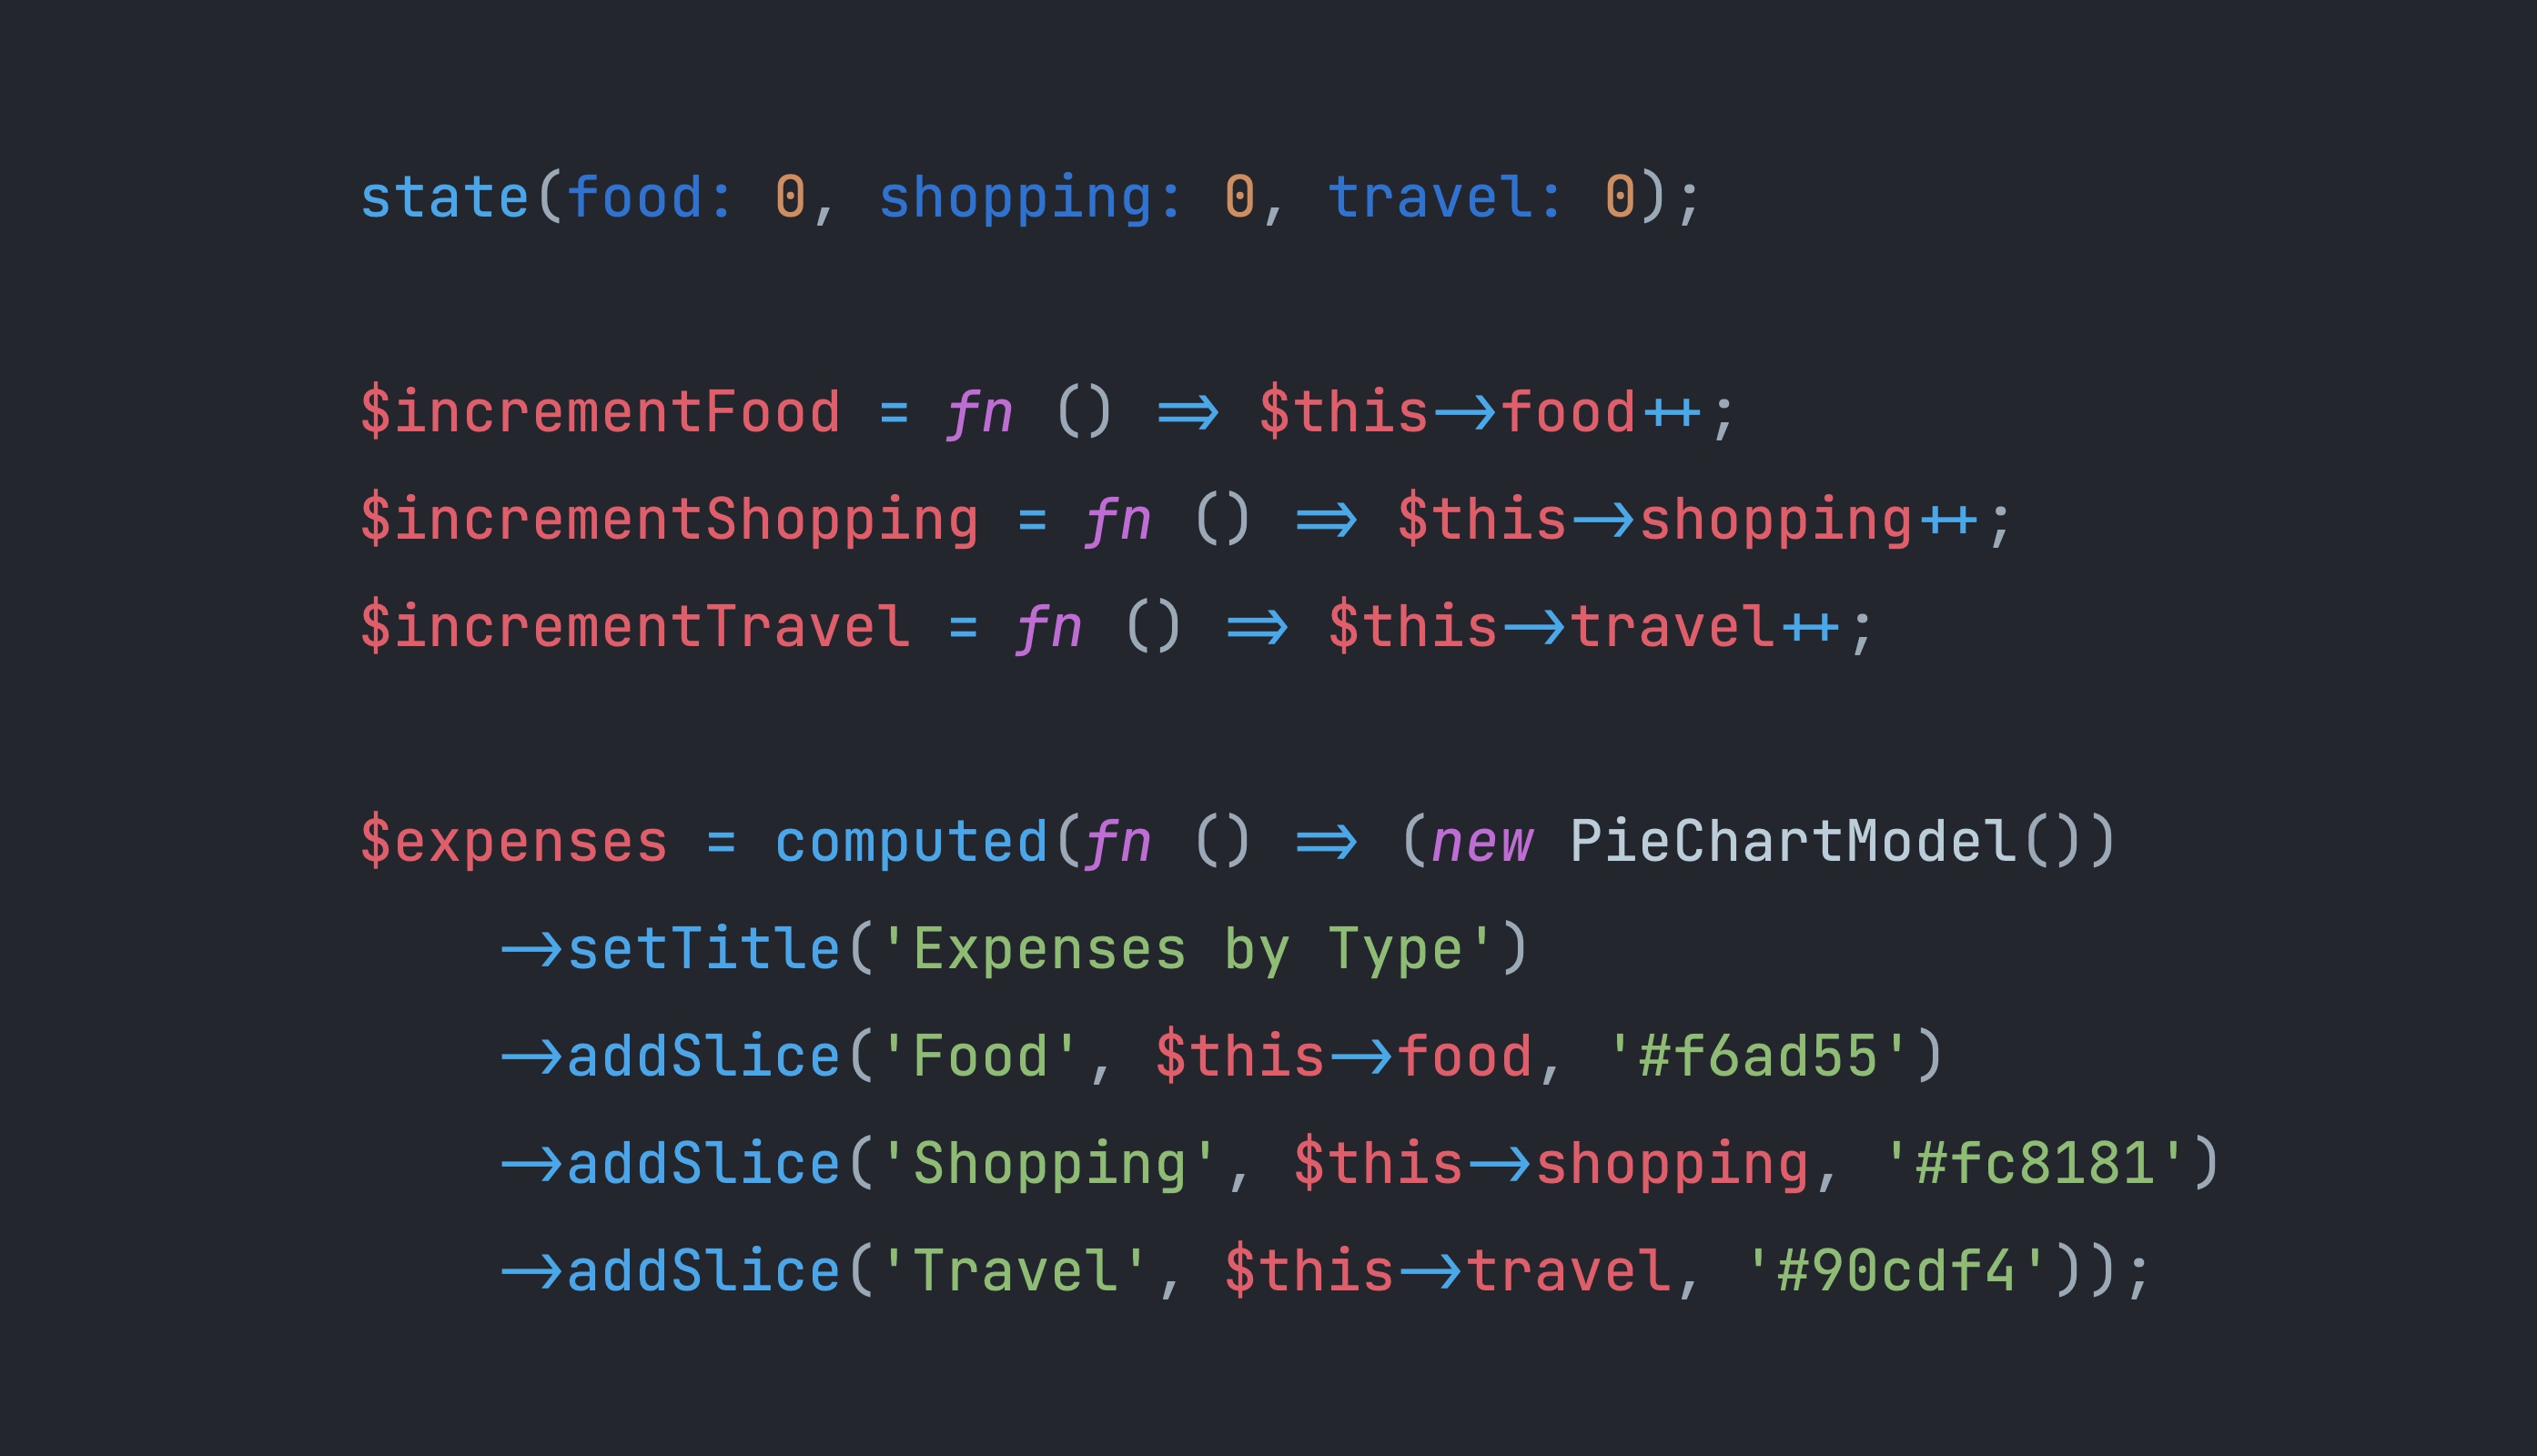 state(food: 0, shopping: 0, travel: 0);
$incrementFood = fn () => $this->food++;
$incrementShopping = fn () => $this->shopping++;
$incrementTravel = fn () => $this->travel++;
$expenses = computed(fn () => (new PieChartModel())
    ->setTitle('Expenses by Type')
    ->addSlice('Food', $this->food, '#f6ad55')
    ->addSlice('Shopping', $this->shopping, '#fc8181')
    ->addSlice('Travel', $this->travel, '#90cdf4'));